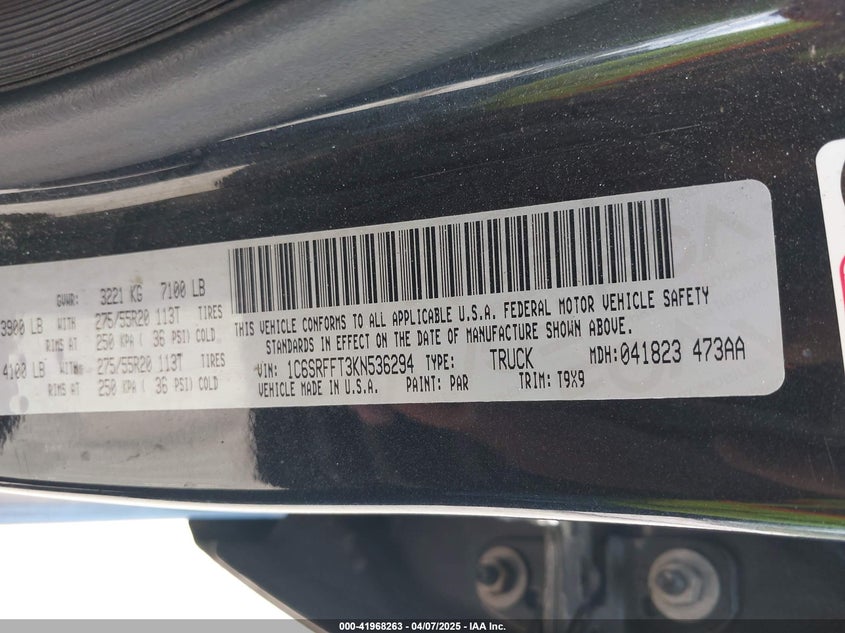 GVWR: 3221 KG 7100 LB
3900 LB WITH 275/55R20 113T TIRES
RIMS AT 250 KPA ( 36 PSI) COLD
4100 LB WITH 275/55R20 113T TIRES
RIMS AT 250 KPA ( 36 PSI) COLD
THIS VEHICLE CONFORMS TO ALL APPLICABLE U.S.A. FEDERAL MOTOR VEHICLE SAFETY
STANDARDS IN EFFECT ON THE DATE OF MANUFACTURE SHOWN ABOVE.
VIN: 1C6SRFFT3KN536294 TYPE: TRUCK MDH:041823 473AA
VEHICLE MADE IN U.S.A. PAINT: PAR TRIM: T9X9
000-41968263 - 04/07/2025 - IAA Inc.